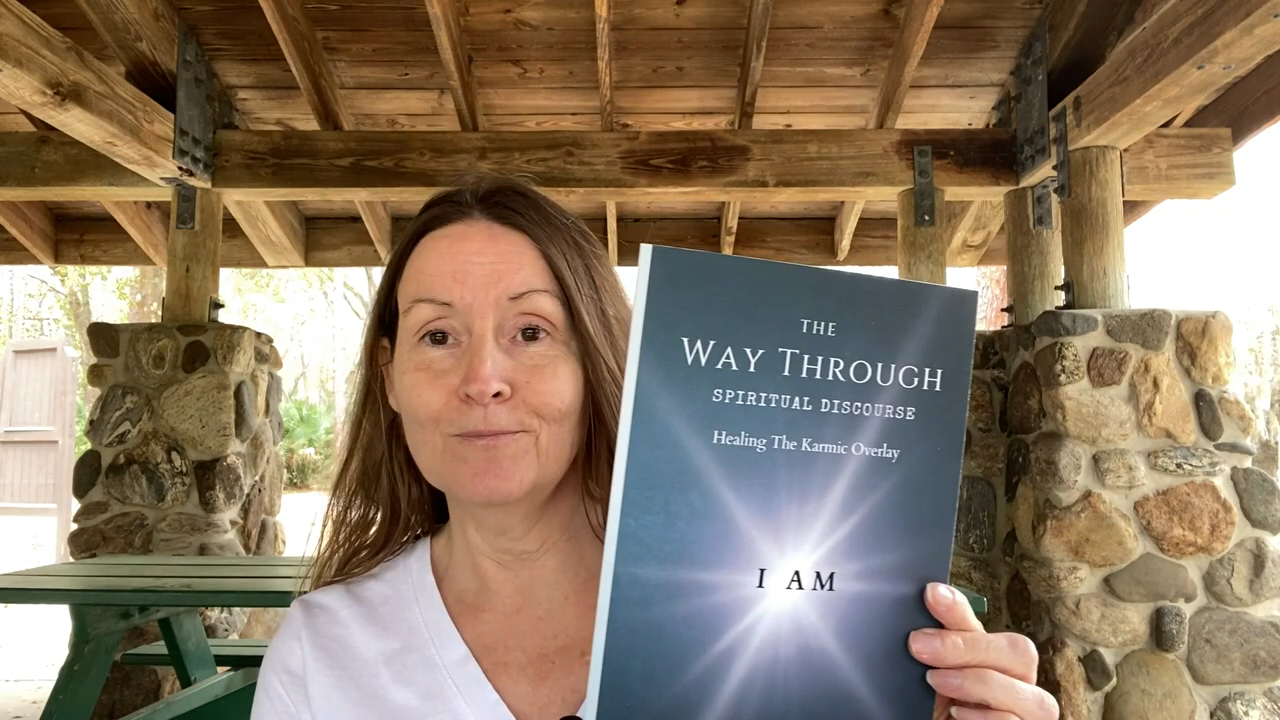 THE
WAY THROUGH
SPIRITUAL DISCOURSE
Healing The Karmic Overlay
I AM